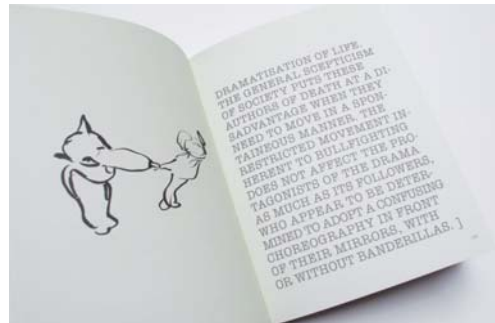 DRAMATISATION OF LIFE.
THE GENERAL SCEPTICISM
OF SOCIETY PUTS THESE
AUTHORS OF DEATH AT A DI-
SADVANTAGE WHEN THEY
NEED TO MOVE IN A SPON-
TAINEOUS MANNER. THE
RESTRICTED MOVEMENT IN-
HERENT TO BULLFIGHTING
DOES NOT AFFECT THE PRO-
TAGONISTS OF THE DRAMA
AS MUCH AS ITS FOLLOWERS,
WHO APPEAR TO BE DETER-
MINED TO ADOPT A CONFUSING
CHOREOGRAPHY IN FRONT
OF THEIR MIRRORS, WITH
OR WITHOUT BANDERILLAS. ]